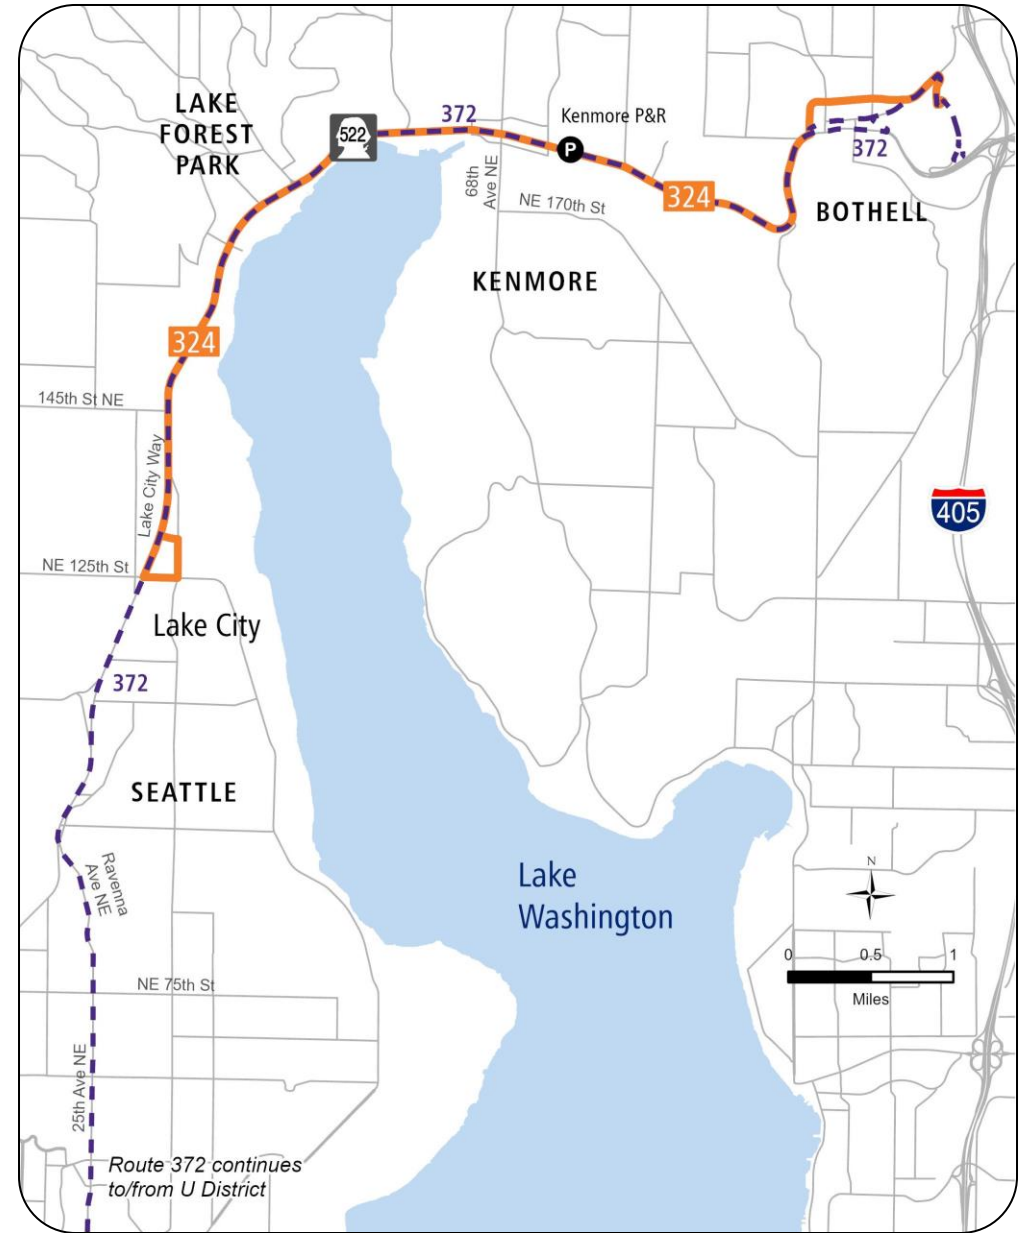 LAKE
FOREST
PARK
522
372
Kenmore P&R
P
68th
Ave NE
324
NE 170th St
372
BOTHELL
KENMORE
324
145th St NE
Lake City Way
405
NE 125th St
Lake City
372
SEATTLE
Ravenna
Ave NE
Lake
Washington
N
0 0.5 1
Miles
NE 75th St
25th Ave NE
Route 372 continues
to/from U District